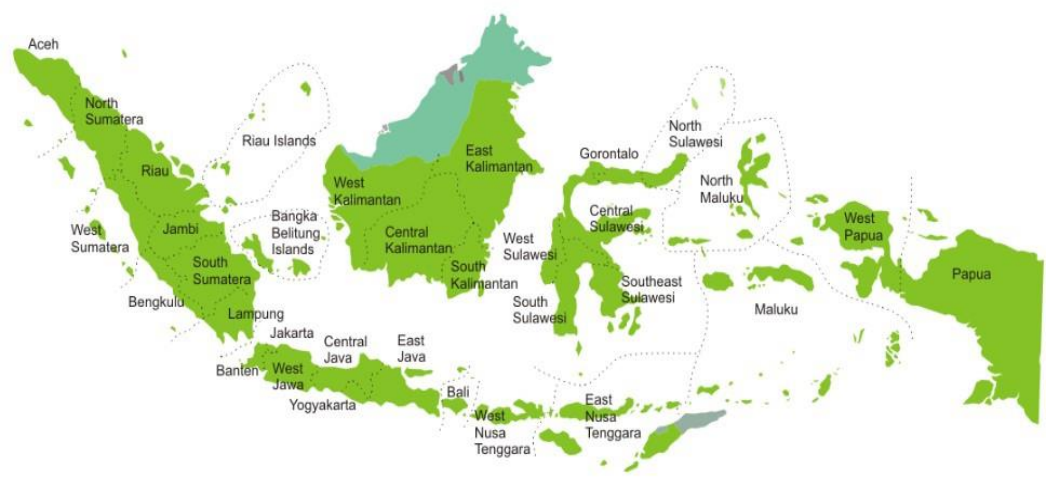 Aceh
North
Sumatera
Riau Islands
Riau
West
Sumatera
Jambi
Bangka
Belitung
Islands
South
Sumatera
Bengkulu
Lampung
West
Kalimantan
East
Kalimantan
Central
Kalimantan
South
Kalimantan
Gorontalo
North
Sulawesi
Central
Sulawesi
West
Sulawesi
South
Sulawesi
Southeast
Sulawesi
North
Maluku
Maluku
West
Papua
Papua
Jakarta
Banten
West
Jawa
Central
Java
Yogyakarta
East
Java
Bali
West
Nusa
Tenggara
East
Nusa
Tenggara